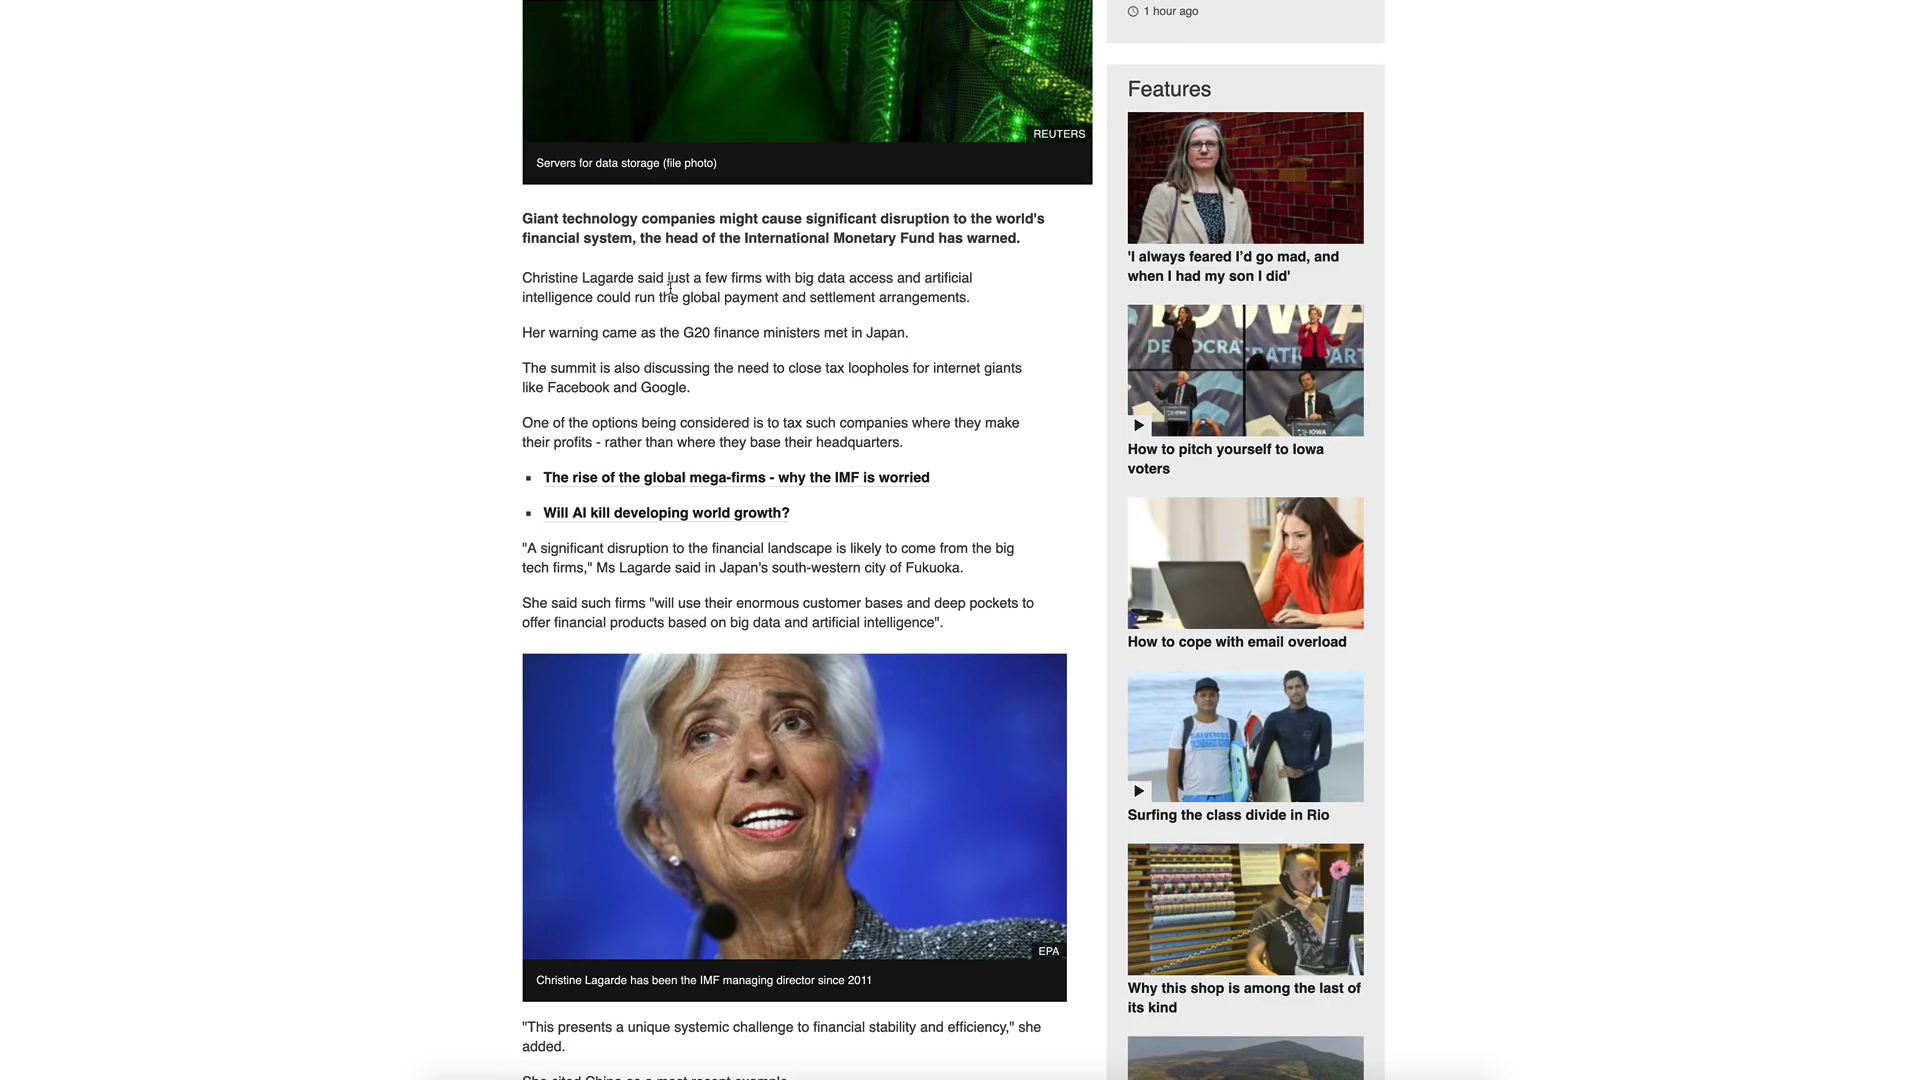 1 hour ago
REUTERS
Servers for data storage (file photo)
Giant technology companies might cause significant disruption to the world's
financial system, the head of the International Monetary Fund has warned.
Christine Lagarde said just a few firms with big data access and artificial
intelligence could run the global payment and settlement arrangements.
Her warning came as the G20 finance ministers met in Japan.
The summit is also discussing the need to close tax loopholes for internet giants
like Facebook and Google.
One of the options being considered is to tax such companies where they make
their profits - rather than where they base their headquarters.
The rise of the global mega-firms - why the IMF is worried
Will AI kill developing world growth?
"A significant disruption to the financial landscape is likely to come from the big
tech firms," Ms Lagarde said in Japan's south-western city of Fukuoka.
She said such firms "will use their enormous customer bases and deep pockets to
offer financial products based on big data and artificial intelligence".
EPA
Christine Lagarde has been the IMF managing director since 2011
"This presents a unique systemic challenge to financial stability and efficiency," she
added.
She cited China as a most recent example
Features
'I always feared I'd go mad, and
when I had my son I did'
IOWA
DEMOCRATIC PARTY
IOWA
How to pitch yourself to Iowa
voters
How to cope with email overload
SALVEMOS
Surfing the class divide in Rio
Why this shop is among the last of
its kind